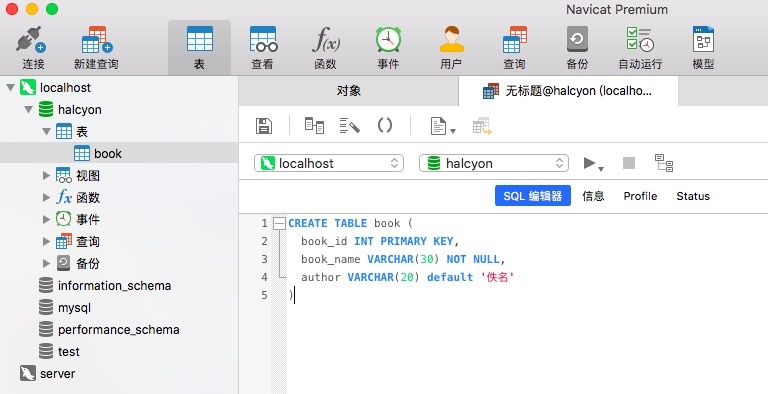 Navicat Premium
连接
新建查询
表
查看
f(x)
函数
事件
用户
查询
备份
自动运行
模型
localhost
halcyon
表
book
视图
fx 函数
事件
查询
备份
information_schema
mysql
performance_schema
test
server
对象
无标题@halcyon (localho...
localhost
halcyon
SQL 编辑器
信息
Profile
Status
1 CREATE TABLE book (
2 book_id INT PRIMARY KEY,
3 book_name VARCHAR(30) NOT NULL,
4 author VARCHAR(20) default '佚名'
5 )